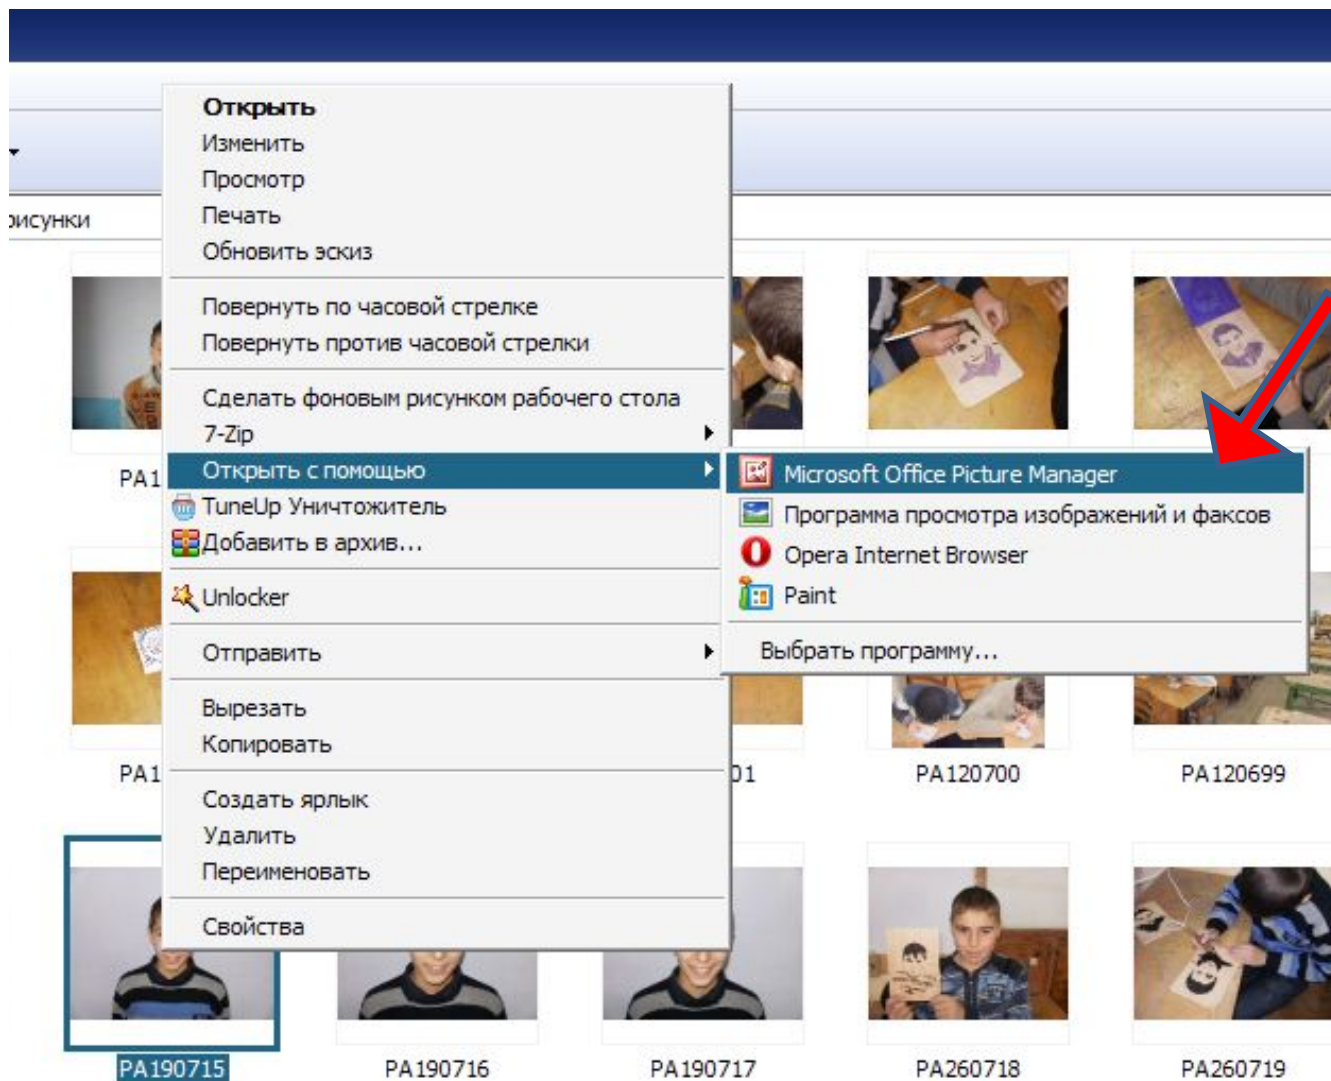 рисунки
Открыть
Изменить
Просмотр
Печать
Обновить эскиз
Повернуть по часовой стрелке
Повернуть против часовой стрелки
Сделать фоновым рисунком рабочего стола
7-Zip
Открыть с помощью
TuneUp Уничтожитель
Добавить в архив...
Unlocker
Отправить
Вырезать
Копировать
Создать ярлык
Удалить
Переименовать
Свойства
Microsoft Office Picture Manager
Программа просмотра изображений и факсов
Opera Internet Browser
Paint
Выбрать программу...
PA1
PA1 01 PA120700 PA120699
PA190715 PA190716 PA190717 PA260718 PA260719